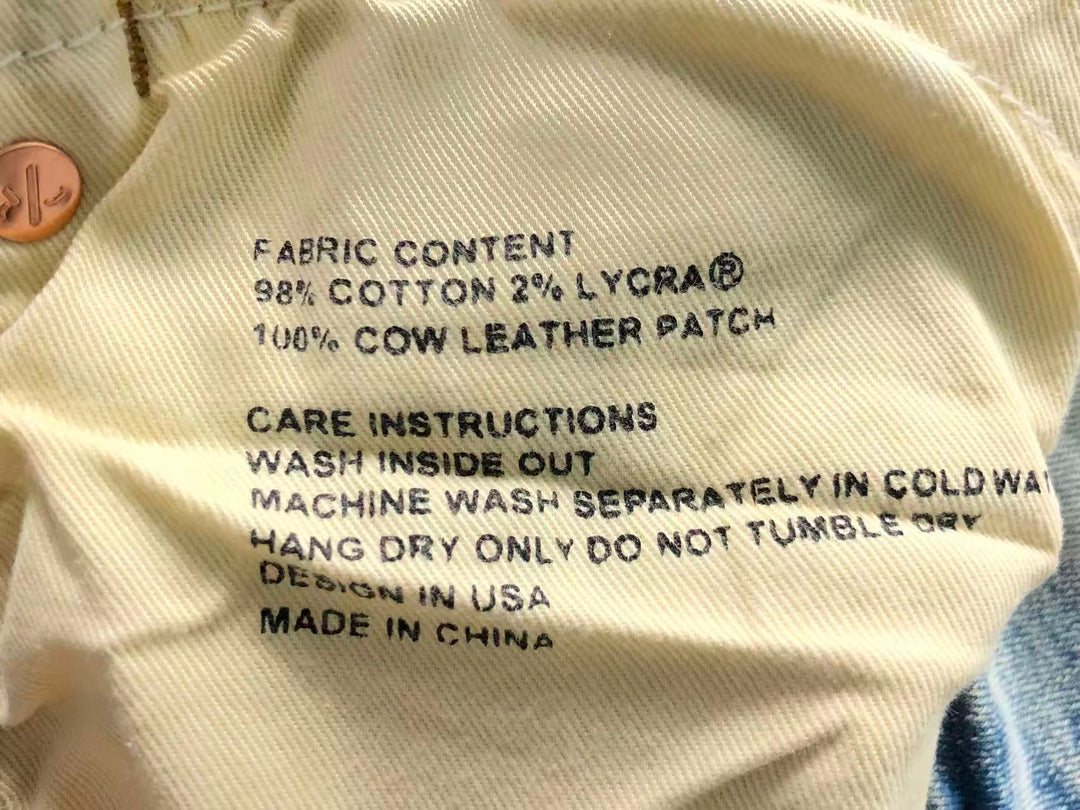 FABRIC CONTENT
98% COTTON 2% LYCRA®
100% COW LEATHER PATCH
CARE INSTRUCTIONS
WASH INSIDE OUT
MACHINE WASH SEPARATELY IN COLD
HANG DRY ONLY DO NOT TUMBLE DRY
DESIGN IN USA
MADE IN CHINA